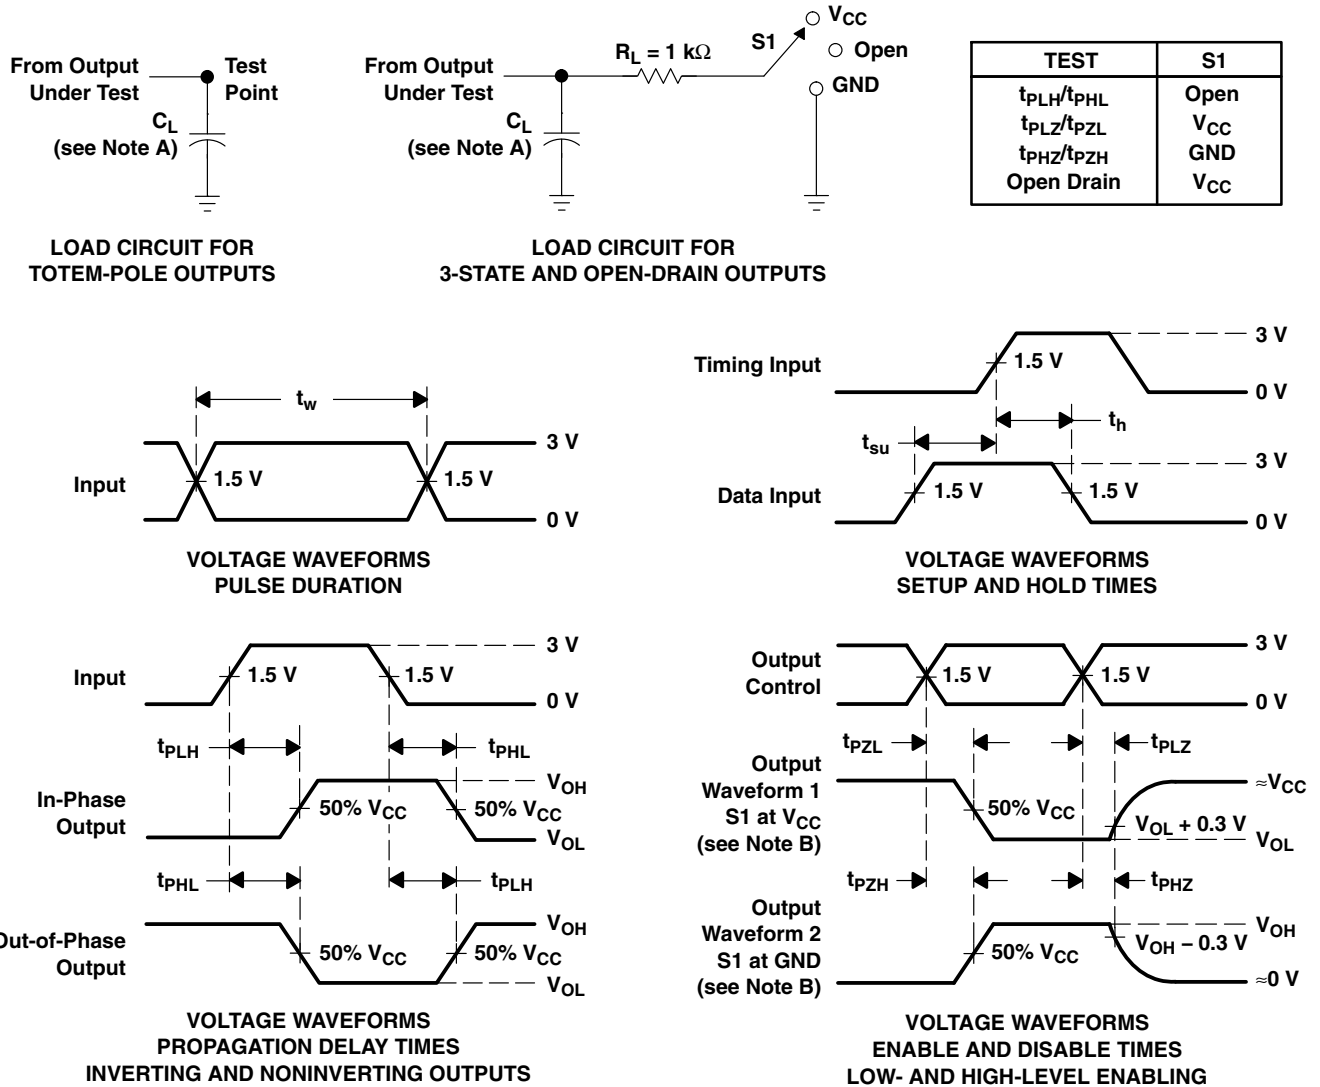 From Output
Under Test
Test
Point
C_L
(see Note A)
LOAD CIRCUIT FOR
TOTEM-POLE OUTPUTS
From Output
Under Test
R_L = 1 kΩ
S1
V_CC
Open
GND
C_L
(see Note A)
LOAD CIRCUIT FOR
3-STATE AND OPEN-DRAIN OUTPUTS
TEST S1
t_PLH/t_PHL Open
t_PLZ/t_PZL V_CC
t_PHZ/t_PZH GND
Open Drain V_CC
t_w
Input
1.5 V
1.5 V
3 V
0 V
VOLTAGE WAVEFORMS
PULSE DURATION
Timing Input
1.5 V
3 V
0 V
t_su
t_h
Data Input
1.5 V
1.5 V
3 V
0 V
VOLTAGE WAVEFORMS
SETUP AND HOLD TIMES
Input
1.5 V
1.5 V
3 V
0 V
t_PLH
t_PHL
In-Phase
Output
50% V_CC
50% V_CC
V_OH
V_OL
t_PHL
t_PLH
Out-of-Phase
Output
50% V_CC
50% V_CC
V_OH
V_OL
VOLTAGE WAVEFORMS
PROPAGATION DELAY TIMES
INVERTING AND NONINVERTING OUTPUTS
Output
Control
1.5 V
1.5 V
3 V
0 V
t_PZL
t_PLZ
Output
Waveform 1
S1 at V_CC
(see Note B)
50% V_CC
V_OL + 0.3 V
≈V_CC
V_OL
t_PZH
t_PHZ
Output
Waveform 2
S1 at GND
(see Note B)
50% V_CC
V_OH − 0.3 V
V_OH
≈0 V
VOLTAGE WAVEFORMS
ENABLE AND DISABLE TIMES
LOW- AND HIGH-LEVEL ENABLING